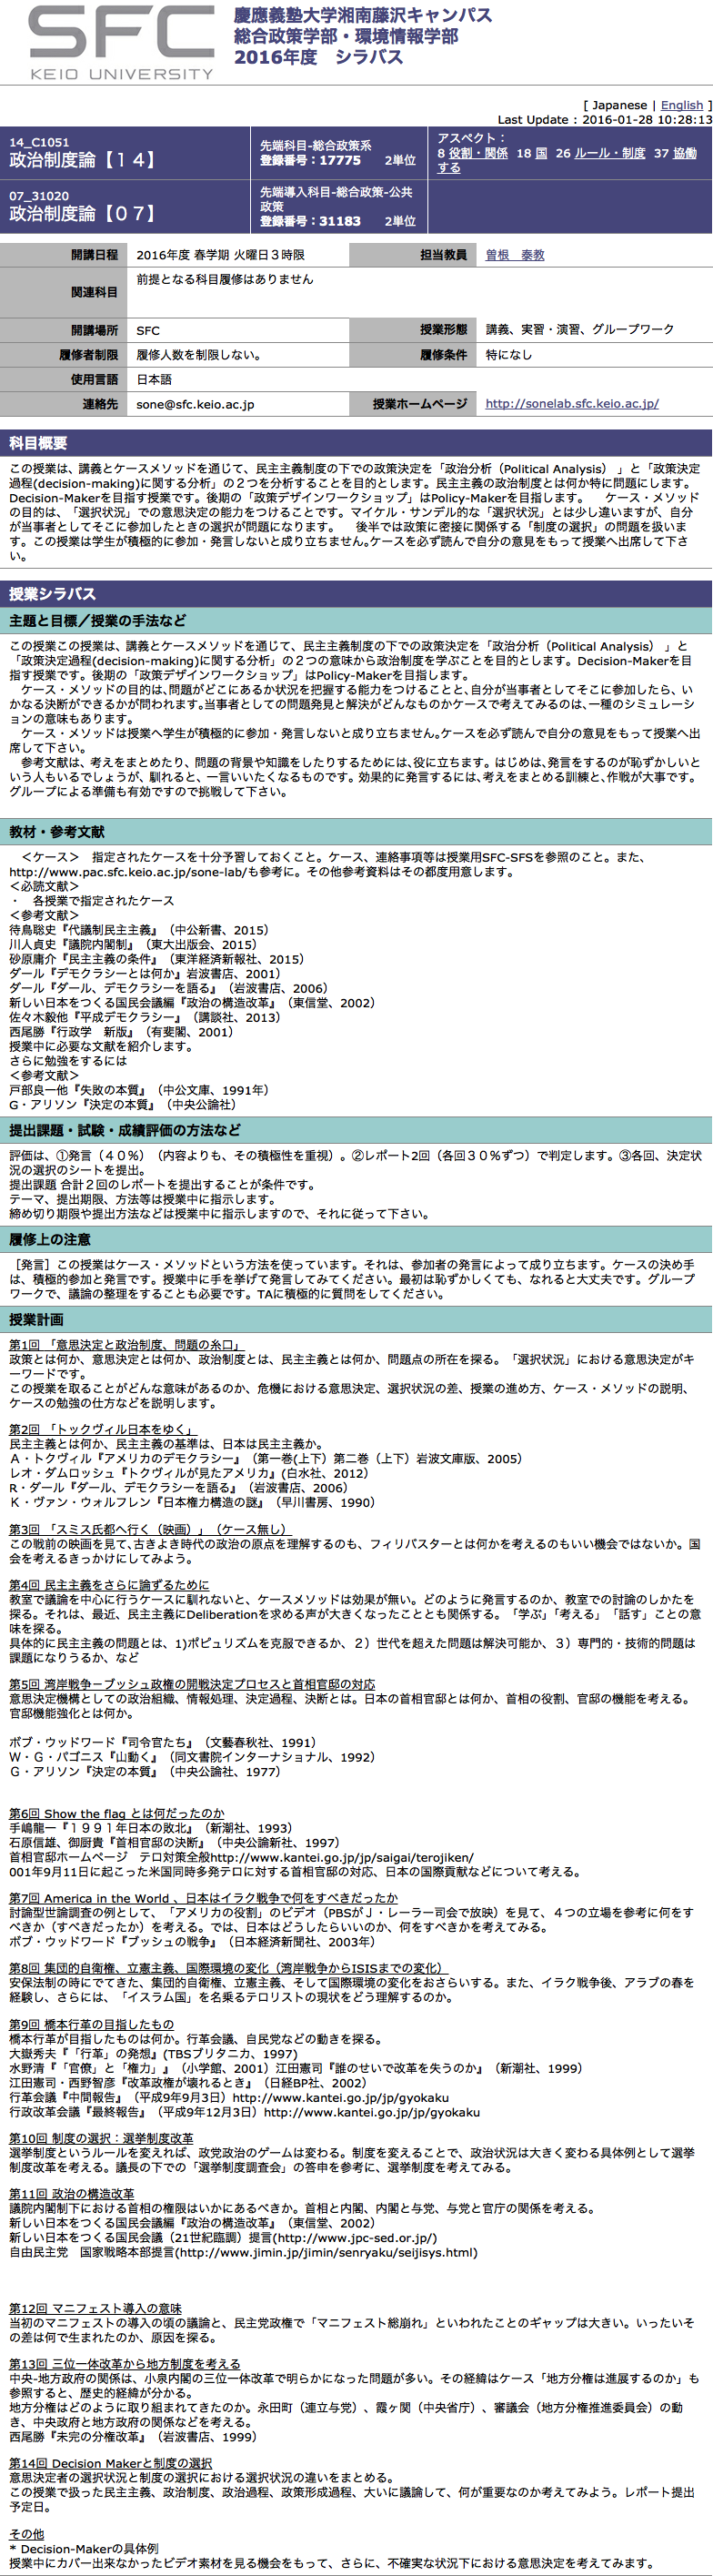 SFC
KEIO UNIVERSITY
慶應義塾大学湘南藤沢キャンパス
総合政策学部・環境情報学部
2016年度　シラバス
[ Japanese | English ]
Last Update : 2016-01-28 10:28:13
14_C1051
政治制度論【１４】
先端科目-総合政策系
登録番号：17775　　2単位
アスペクト：
8 役割・関係　18 国　26 ルール・制度　37 協働
する
07_31020
政治制度論【０７】
先端導入科目-総合政策-公共
政策
登録番号：31183　　2単位
開講日程　2016年度 春学期 火曜日３時限　担当教員　曽根　泰教
関連科目　前提となる科目履修はありません
開講場所　SFC　授業形態　講義、実習・演習、グループワーク
履修者制限　履修人数を制限しない。　履修条件　特になし
使用言語　日本語
連絡先　sone@sfc.keio.ac.jp　授業ホームページ　http://sonelab.sfc.keio.ac.jp/
科目概要
この授業は、講義とケースメソッドを通じて、民主主義制度の下での政策決定を「政治分析（Political Analysis） 」と「政策決定
過程(decision-making)に関する分析」の２つを分析することを目的とします。民主主義の政治制度とは何か特に問題にします。
Decision-Makerを目指す授業です。後期の「政策デザインワークショップ」はPolicy-Makerを目指します。　ケース・メソッド
の目的は、「選択状況」での意思決定の能力をつけることです。マイケル・サンデル的な「選択状況」とは少し違いますが、自分
が当事者としてそこに参加したときの選択が問題になります。　後半では政策に密接に関係する「制度の選択」の問題を扱いま
す。この授業は学生が積極的に参加・発言しないと成り立ちません｡ケースを必ず読んで自分の意見をもって授業へ出席して下さ
い。
授業シラバス
主題と目標／授業の手法など
この授業この授業は、講義とケースメソッドを通じて、民主主義制度の下での政策決定を「政治分析（Political Analysis） 」と
「政策決定過程(decision-making)に関する分析」の２つの意味から政治制度を学ぶことを目的とします。Decision-Makerを目
指す授業です。後期の「政策デザインワークショップ」はPolicy-Makerを目指します。
　ケース・メソッドの目的は､問題がどこにあるか状況を把握する能力をつけることと､自分が当事者としてそこに参加したら、い
かなる決断ができるかが問われます｡当事者としての問題発見と解決がどんなものかケースで考えてみるのは､一種のシミュレーシ
ョンの意味もあります。
　ケース・メソッドは授業へ学生が積極的に参加・発言しないと成り立ちません｡ケースを必ず読んで自分の意見をもって授業へ出
席して下さい。
　参考文献は、考えをまとめたり、問題の背景や知識をしたりするためには､役に立ちます。はじめは､発言をするのが恥ずかしいと
いう人もいるでしょうが、馴れると、一言いいたくなるものです。効果的に発言するには､考えをまとめる訓練と､作戦が大事です。
グループによる準備も有効ですので挑戦して下さい。
教材・参考文献
　＜ケース＞　指定されたケースを十分予習しておくこと。ケース、連絡事項等は授業用SFC-SFSを参照のこと。また、
http://www.pac.sfc.keio.ac.jp/sone-lab/も参考に。その他参考資料はその都度用意します。
＜必読文献＞
・　各授業で指定されたケース
＜参考文献＞
待鳥聡史『代議制民主主義』（中公新書、2015）
川人貞史『議院内閣制』（東大出版会、2015）
砂原庸介『民主主義の条件』（東洋経済新報社、2015）
ダール『デモクラシーとは何か』岩波書店、2001）
ダール『ダール、デモクラシーを語る』（岩波書店、2006）
新しい日本をつくる国民会議編『政治の構造改革』（東信堂、2002）
佐々木毅他『平成デモクラシー』（講談社、2013）
西尾勝『行政学　新版』（有斐閣、2001）
授業中に必要な文献を紹介します。
さらに勉強をするには
＜参考文献＞
戸部良一他『失敗の本質』（中公文庫、1991年）
G・アリソン『決定の本質』（中央公論社）
提出課題・試験・成績評価の方法など
評価は、①発言（４０％）（内容よりも、その積極性を重視）。②レポート2回（各回３０％ずつ）で判定します。③各回、決定状
況の選択のシートを提出。
提出課題 合計２回のレポートを提出することが条件です。
テーマ、提出期限、方法等は授業中に指示します。
締め切り期限や提出方法などは授業中に指示しますので、それに従って下さい。
履修上の注意
［発言］この授業はケース・メソッドという方法を使っています。それは、参加者の発言によって成り立ちます。ケースの決め手
は、積極的参加と発言です。授業中に手を挙げて発言してみてください。最初は恥ずかしくても、なれると大丈夫です。グループ
ワークで、議論の整理をすることも必要です。TAに積極的に質問をしてください。
授業計画
第1回 「意思決定と政治制度、問題の糸口」
政策とは何か、意思決定とは何か、政治制度とは、民主主義とは何か、問題点の所在を探る。「選択状況」における意思決定がキ
ーワードです。
この授業を取ることがどんな意味があるのか、危機における意思決定、選択状況の差、授業の進め方、ケース・メソッドの説明、
ケースの勉強の仕方などを説明します。
第2回 「トックヴィル日本をゆく」
民主主義とは何か、民主主義の基準は、日本は民主主義か。
Ａ・トクヴィル『アメリカのデモクラシー』（第一巻(上下）第二巻（上下）岩波文庫版、2005）
レオ・ダムロッシュ『トクヴィルが見たアメリカ』(白水社、2012）
R・ダール『ダール、デモクラシーを語る』（岩波書店、2006）
Ｋ・ヴァン・ウォルフレン『日本権力構造の謎』（早川書房、1990）
第3回 「スミス氏都へ行く（映画）」（ケース無し）
この戦前の映画を見て､古きよき時代の政治の原点を理解するのも、フィリバスターとは何かを考えるのもいい機会ではないか。国
会を考えるきっかけにしてみよう。
第4回 民主主義をさらに論ずるために
教室で議論を中心に行うケースに馴れないと、ケースメソッドは効果が無い。どのように発言するのか、教室での討論のしかたを
探る。それは、最近、民主主義にDeliberationを求める声が大きくなったこととも関係する。「学ぶ」「考える」「話す」ことの意
味を探る。
具体的に民主主義の問題とは、1)ポピュリズムを克服できるか、２）世代を超えた問題は解決可能か、３）専門的・技術的問題は
課題になりうるか、など
第5回 湾岸戦争－ブッシュ政権の開戦決定プロセスと首相官邸の対応
意思決定機構としての政治組織、情報処理、決定過程、決断とは。日本の首相官邸とは何か、首相の役割、官邸の機能を考える。
官邸機能強化とは何か。
ボブ・ウッドワード『司令官たち』（文藝春秋社、1991）
Ｗ・Ｇ・パゴニス『山動く』（同文書院インターナショナル、1992）
Ｇ・アリソン『決定の本質』（中央公論社、1977）
第6回 Show the flag とは何だったのか
手嶋龍一『１９９１年日本の敗北』（新潮社、1993）
石原信雄、御厨貴『首相官邸の決断』（中央公論新社、1997）
首相官邸ホームページ　テロ対策全般http://www.kantei.go.jp/jp/saigai/terojiken/
001年9月11日に起こった米国同時多発テロに対する首相官邸の対応、日本の国際貢献などについて考える。
第7回 America in the World 、日本はイラク戦争で何をすべきだったか
討論型世論調査の例として、「アメリカの役割」のビデオ（PBSがＪ・レーラー司会で放映）を見て、４つの立場を参考に何をす
べきか（すべきだったか）を考える。では、日本はどうしたらいいのか、何をすべきかを考えてみる。
ボブ・ウッドワード『ブッシュの戦争』（日本経済新聞社、2003年）
第8回 集団的自衛権、立憲主義、国際環境の変化（湾岸戦争からISISまでの変化）
安保法制の時にでてきた、集団的自衛権、立憲主義、そして国際環境の変化をおさらいする。また、イラク戦争後、アラブの春を
経験し、さらには、「イスラム国」を名乗るテロリストの現状をどう理解するのか。
第9回 橋本行革の目指したもの
橋本行革が目指したものは何か。行革会議、自民党などの動きを探る。
大嶽秀夫『「行革」の発想』(TBSブリタニカ、1997）
水野清『「官僚」と「権力」』（小学館、2001）江田憲司『誰のせいで改革を失うのか』（新潮社、1999）
江田憲司・西野智彦『改革政権が壊れるとき』（日経BP社、2002）
行革会議『中間報告』（平成9年9月3日）http://www.kantei.go.jp/jp/gyokaku
行政改革会議『最終報告』（平成9年12月3日）http://www.kantei.go.jp/jp/gyokaku
第10回 制度の選択：選挙制度改革
選挙制度というルールを変えれば、政党政治のゲームは変わる。制度を変えることで、政治状況は大きく変わる具体例として選挙
制度改革を考える。議長の下での「選挙制度調査会」の答申を参考に、選挙制度を考えてみる。
第11回 政治の構造改革
議院内閣制下における首相の権限はいかにあるべきか。首相と内閣、内閣と与党、与党と官庁の関係を考える。
新しい日本をつくる国民会議編『政治の構造改革』（東信堂、2002）
新しい日本をつくる国民会議（21世紀臨調）提言(http://www.jpc-sed.or.jp/)
自由民主党　国家戦略本部提言(http://www.jimin.jp/jimin/senryaku/seijisys.html)
第12回 マニフェスト導入の意味
当初のマニフェストの導入の頃の議論と、民主党政権で「マニフェスト総崩れ」といわれたことのギャップは大きい。いったいそ
の差は何で生まれたのか、原因を探る。
第13回 三位一体改革から地方制度を考える
中央-地方政府の関係は、小泉内閣の三位一体改革で明らかになった問題が多い。その経緯はケース「地方分権は進展するのか」も
参照すると、歴史的経緯が分かる。
地方分権はどのように取り組まれてきたのか。永田町（連立与党）、霞ヶ関（中央省庁）、審議会（地方分権推進委員会）の動
き、中央政府と地方政府の関係などを考える。
西尾勝『未完の分権改革』（岩波書店、1999）
第14回 Decision Makerと制度の選択
意思決定者の選択状況と制度の選択における選択状況の違いをまとめる。
この授業で扱った民主主義、政治制度、政治過程、政策形成過程、大いに議論して、何が重要なのか考えてみよう。レポート提出
予定日。
その他
* Decision-Makerの具体例
授業中にカバー出来なかったビデオ素材を見る機会をもって、さらに、不確実な状況下における意思決定を考えてみます。